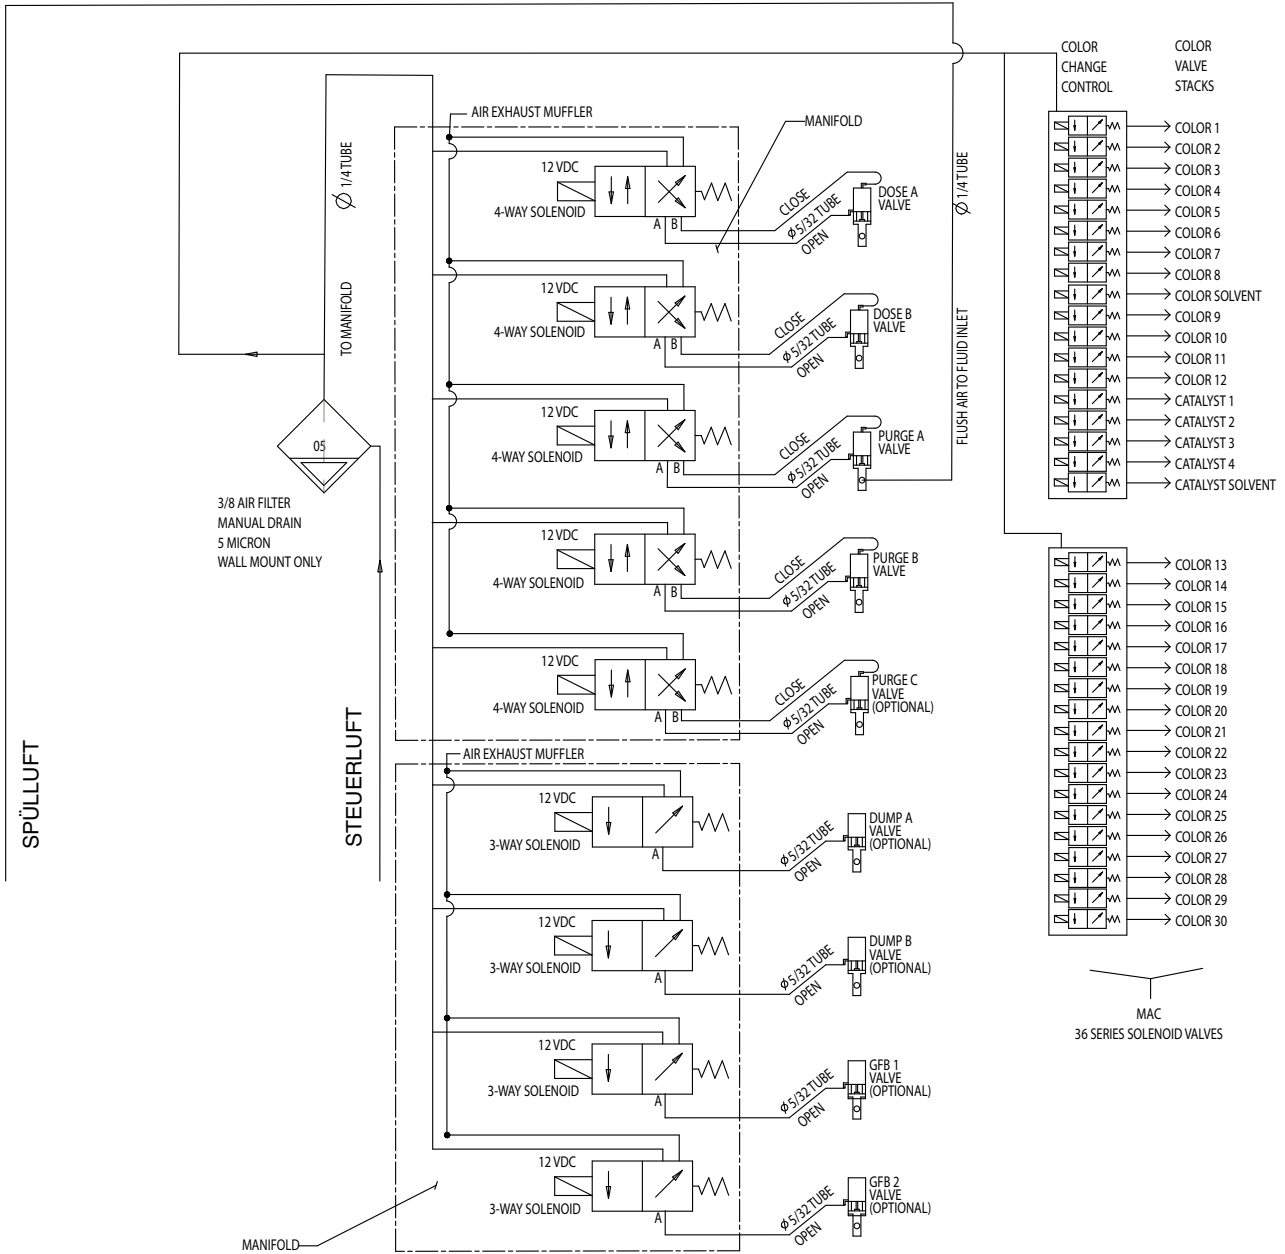 COLOR
CHANGE
CONTROL
COLOR
VALVE
STACKS
AIR EXHAUST MUFFLER
MANIFOLD
Ø 1/4 TUBE
TO MANIFOLD
05
3/8 AIR FILTER
MANUAL DRAIN
5 MICRON
WALL MOUNT ONLY
SPÜLLUFT
STEUERLUFT
12 VDC
4-WAY SOLENOID
A B
CLOSE
Ø 5/32 TUBE
OPEN
DOSE A
VALVE
12 VDC
4-WAY SOLENOID
A B
CLOSE
Ø 5/32 TUBE
OPEN
DOSE B
VALVE
12 VDC
4-WAY SOLENOID
A B
CLOSE
Ø 5/32 TUBE
OPEN
PURGE A
VALVE
12 VDC
4-WAY SOLENOID
A B
CLOSE
Ø 5/32 TUBE
OPEN
PURGE B
VALVE
12 VDC
4-WAY SOLENOID
A B
CLOSE
Ø 5/32 TUBE
OPEN
PURGE C
VALVE
(OPTIONAL)
AIR EXHAUST MUFFLER
12 VDC
3-WAY SOLENOID
A
Ø 5/32 TUBE
OPEN
DUMP A
VALVE
(OPTIONAL)
12 VDC
3-WAY SOLENOID
A
Ø 5/32 TUBE
OPEN
DUMP B
VALVE
(OPTIONAL)
12 VDC
3-WAY SOLENOID
A
Ø 5/32 TUBE
OPEN
GFB 1
VALVE
(OPTIONAL)
12 VDC
3-WAY SOLENOID
A
Ø 5/32 TUBE
OPEN
GFB 2
VALVE
(OPTIONAL)
MANIFOLD
Ø 1/4 TUBE
FLUSH AIR TO FLUID INLET
COLOR 1
COLOR 2
COLOR 3
COLOR 4
COLOR 5
COLOR 6
COLOR 7
COLOR 8
COLOR SOLVENT
COLOR 9
COLOR 10
COLOR 11
COLOR 12
CATALYST 1
CATALYST 2
CATALYST 3
CATALYST 4
CATALYST SOLVENT
COLOR 13
COLOR 14
COLOR 15
COLOR 16
COLOR 17
COLOR 18
COLOR 19
COLOR 20
COLOR 21
COLOR 22
COLOR 23
COLOR 24
COLOR 25
COLOR 26
COLOR 27
COLOR 28
COLOR 29
COLOR 30
MAC
36 SERIES SOLENOID VALVES